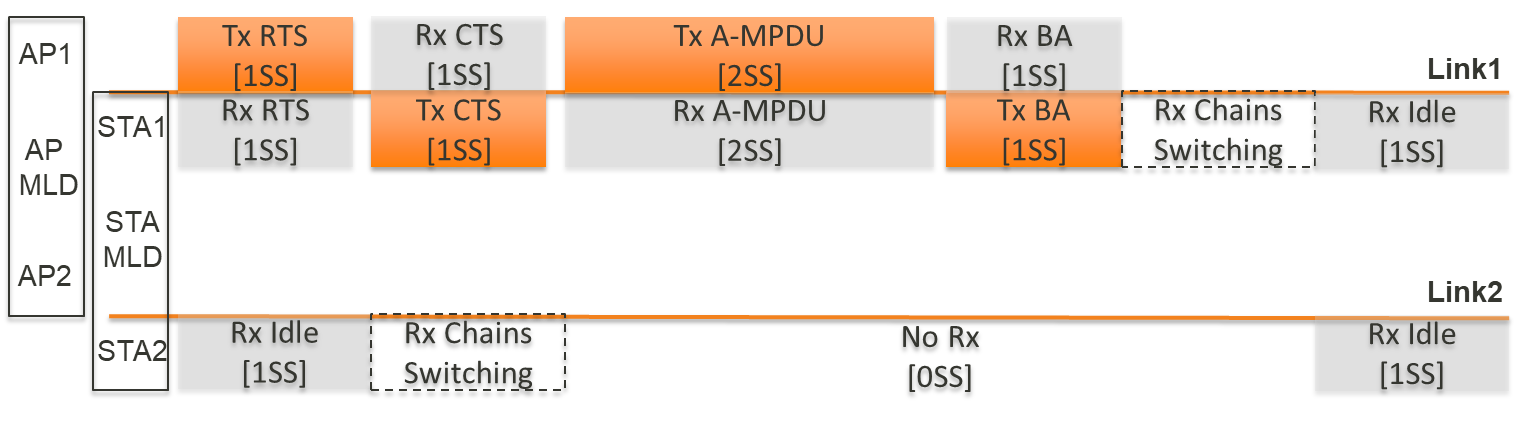 AP1
AP
MLD
AP2
STA1
STA
MLD
STA2
Tx RTS
[1SS]
Rx CTS
[1SS]
Tx A-MPDU
[2SS]
Rx BA
[1SS]
Link1
Rx RTS
[1SS]
Tx CTS
[1SS]
Rx A-MPDU
[2SS]
Tx BA
[1SS]
Rx Chains
Switching
Rx Idle
[1SS]
Link2
Rx Idle
[1SS]
Rx Chains
Switching
No Rx
[0SS]
Rx Idle
[1SS]